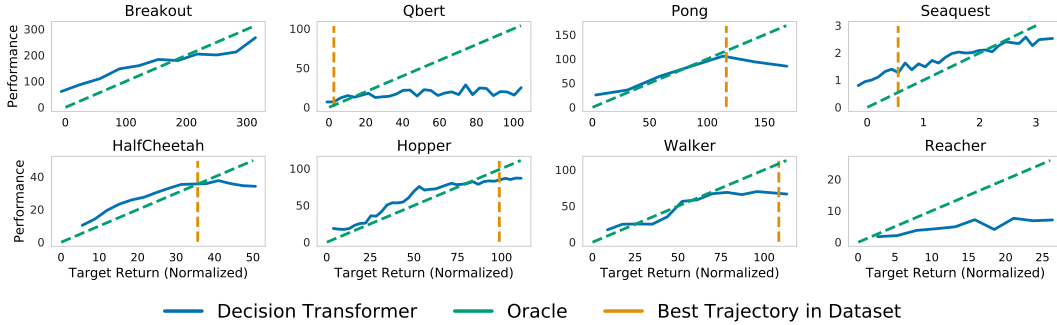 Breakout Qbert Pong Seaquest
Performance 0 100 200 300 0 25 50 75 100 0 50 100 150 0 1 2 3
0 100 200 300 0 20 40 60 80 100 0 50 100 150 0 1 2 3
HalfCheetah Hopper Walker Reacher
Performance 0 20 40 0 50 100 0 50 100 0 10 20
0 10 20 30 40 50 0 25 50 75 100 0 25 50 75 100 0 5 10 15 20 25
Target Return (Normalized) Target Return (Normalized) Target Return (Normalized) Target Return (Normalized)
Decision Transformer Oracle Best Trajectory in Dataset